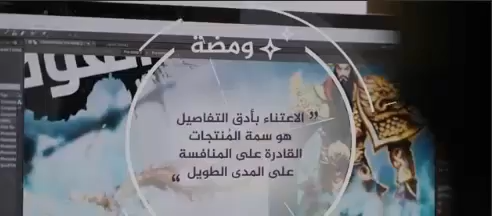 ومضة
„ الاعتناء بأدق التفاصيل
هو سمة المُنتجات
القادرة على المنافسة
على المدى الطويل “